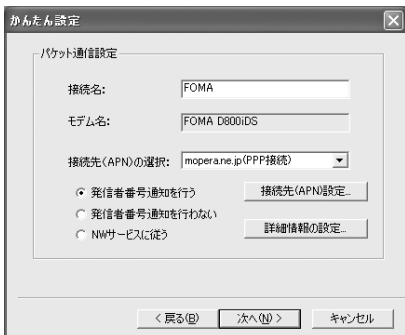 かんたん設定
パケット通信設定
接続名: FOMA
モデム名: FOMA D800iDS
接続先(APN)の選択: mopera.ne.jp(PPP接続)
発信者番号通知を行う 接続先(APN)設定...
発信者番号通知を行わない
NWサービスに従う 詳細情報の設定...
< 戻る(B) 次へ(N) > キャンセル